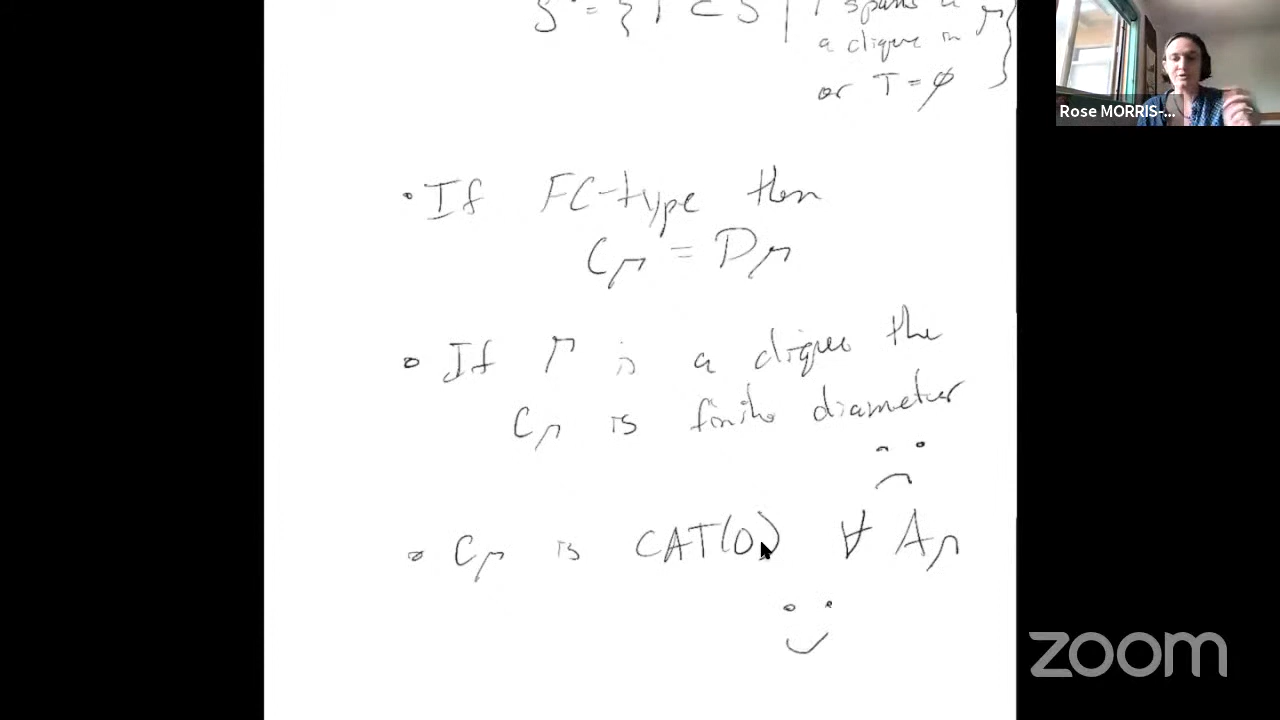 S = { T ⊂ S | T spans a
a clique in Γ }
or T = ∅
Rose MORRIS-...
• If FC-type then
C_Γ = D_Γ
• If Γ is a clique the
C_Γ is finite diameter
• C_Γ is CAT(0) ∀ A_Γ
zoom